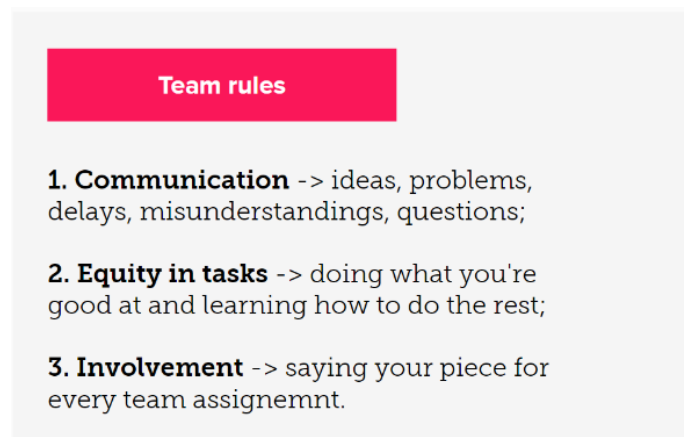 Team rules
1. Communication -> ideas, problems,
delays, misunderstandings, questions;
2. Equity in tasks -> doing what you're
good at and learning how to do the rest;
3. Involvement -> saying your piece for
every team assignemnt.